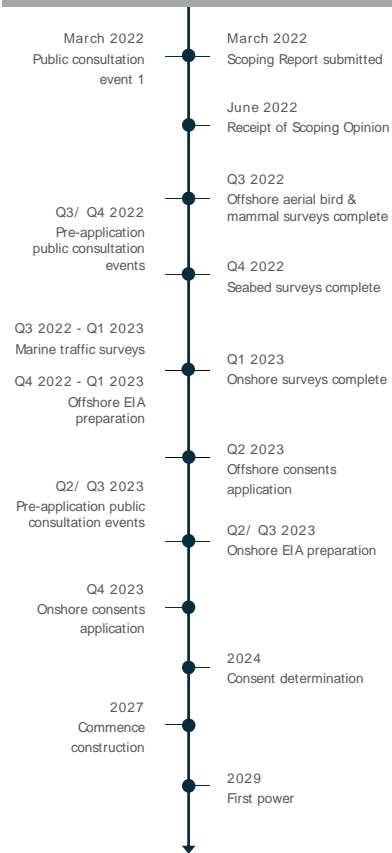 March 2022
Public consultation
event 1
March 2022
Scoping Report submitted
June 2022
Receipt of Scoping Opinion
Q3 2022
Offshore aerial bird &
mammal surveys complete
Q3/ Q4 2022
Pre-application
public consultation
events
Q4 2022
Seabed surveys complete
Q3 2022 - Q1 2023
Marine traffic surveys
Q4 2022 - Q1 2023
Offshore EIA
preparation
Q1 2023
Onshore surveys complete
Q2 2023
Offshore consents
application
Q2/ Q3 2023
Pre-application public
consultation events
Q2/ Q3 2023
Onshore EIA preparation
Q4 2023
Onshore consents
application
2024
Consent determination
2027
Commence
construction
2029
First power